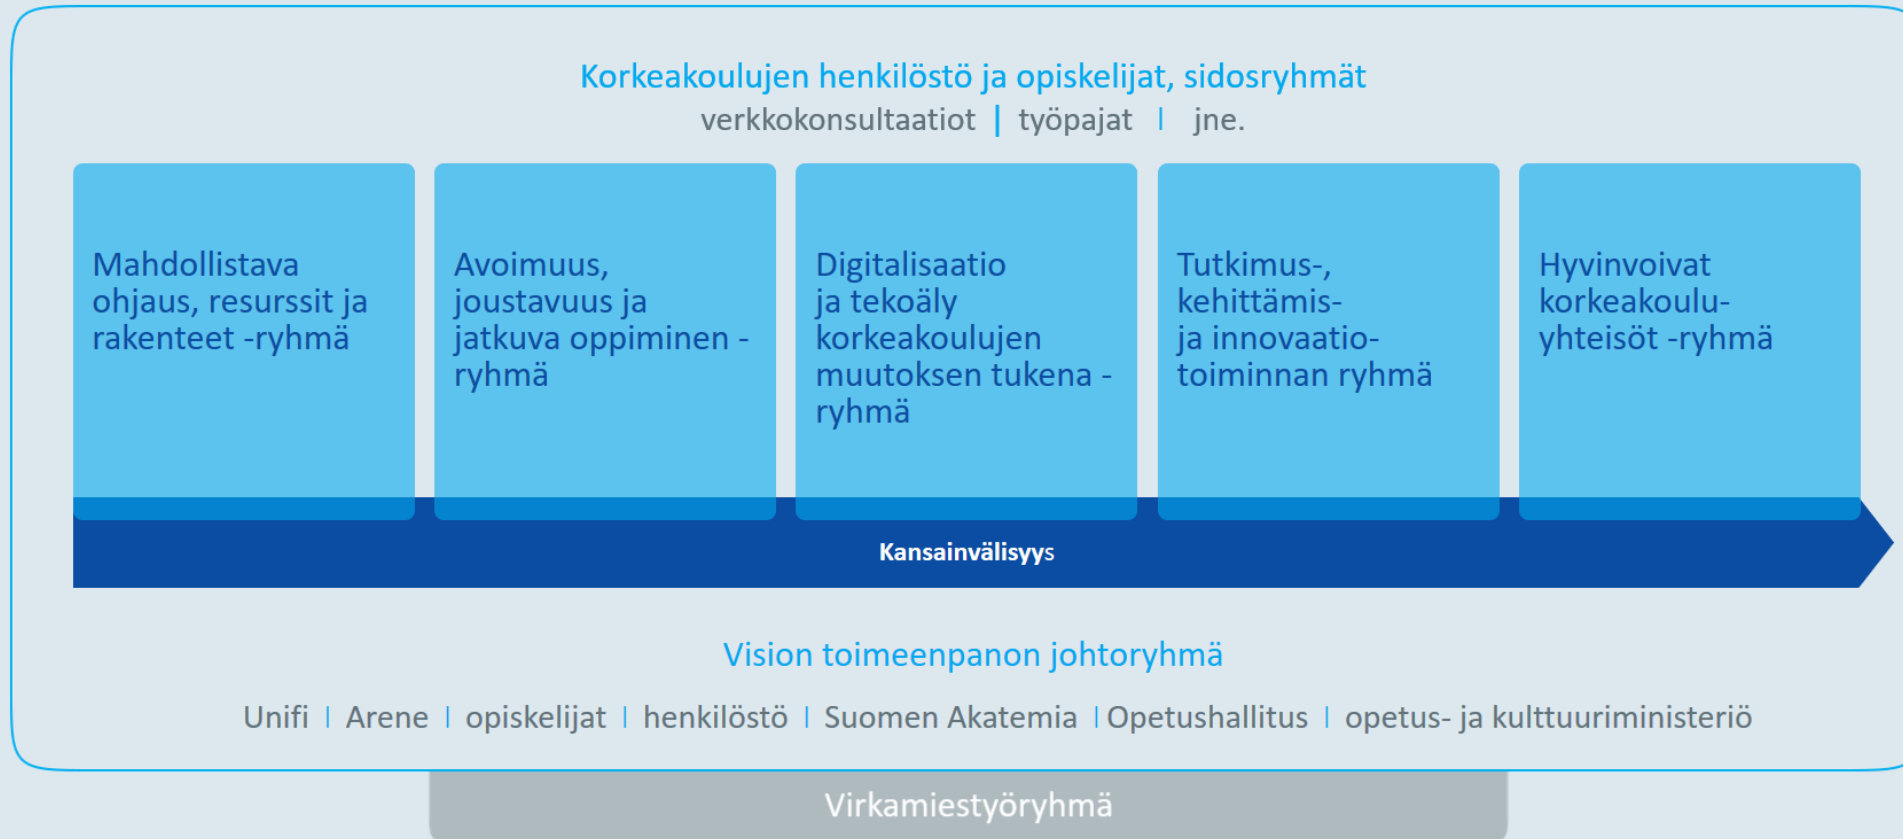 Korkeakoulujen henkilöstö ja opiskelijat, sidosryhmät
verkkokonsultaatiot | työpajat | jne.
Mahdollistava
ohjaus, resurssit ja
rakenteet -ryhmä
Avoimuus,
joustavuus ja
jatkuva oppiminen -
ryhmä
Digitalisaatio
ja tekoäly
korkeakoulujen
muutoksen tukena -
ryhmä
Tutkimus-,
kehittämis-
ja innovaatio-
toiminnan ryhmä
Hyvinvoivat
korkeakoulu-
yhteisöt -ryhmä
Kansainvälisyys
Vision toimeenpanon johtoryhmä
Unifi | Arene | opiskelijat | henkilöstö | Suomen Akatemia | Opetushallitus | opetus- ja kulttuuriministeriö
Virkamiestyöryhmä